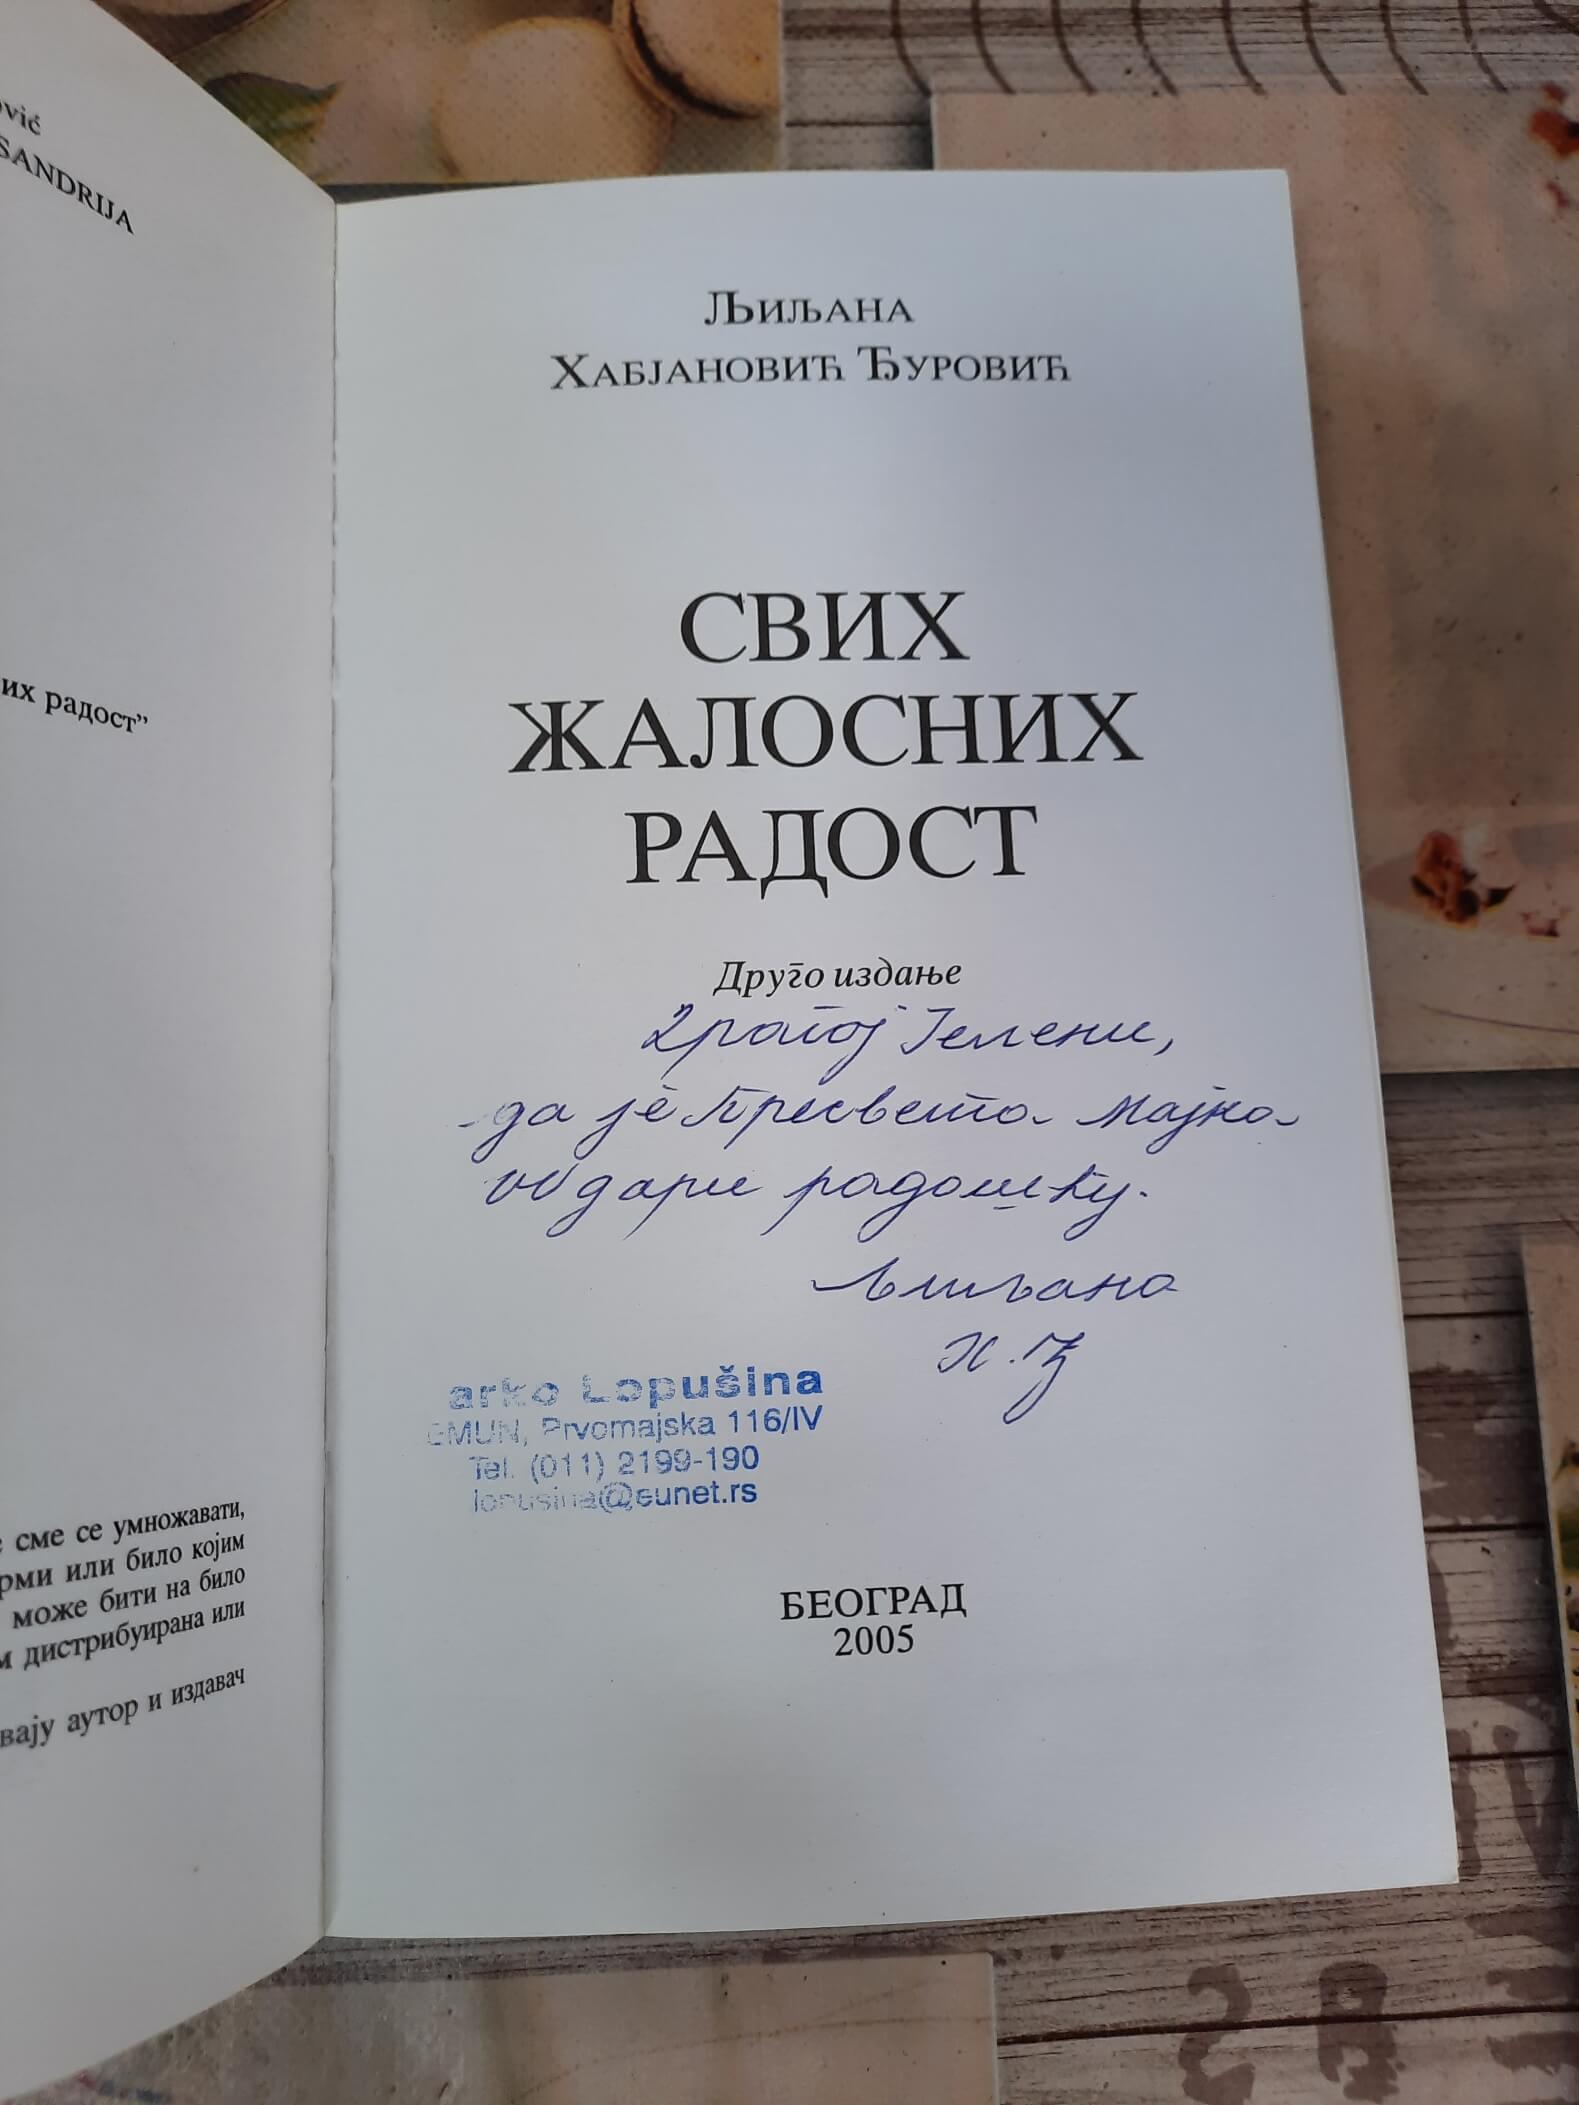 ović
SANDRIJA
их радост”
сме се умножавати,
рми или било којим
може бити на било
м дистрибуирана или
вају аутор и издавач
Љиљана
Хабјановић Ђуровић
СВИХ
ЖАЛОСНИХ
РАДОСТ
Друго издање
Драгој Јелени,
да је Пресвета Мајка
обдари радошћу.
Љиљана
Х. Ђ
arko Lopušina
EMUN, Prvomajska 116/IV
Tel. (011) 2199-190
lopusina@eunet.rs
БЕОГРАД
2005